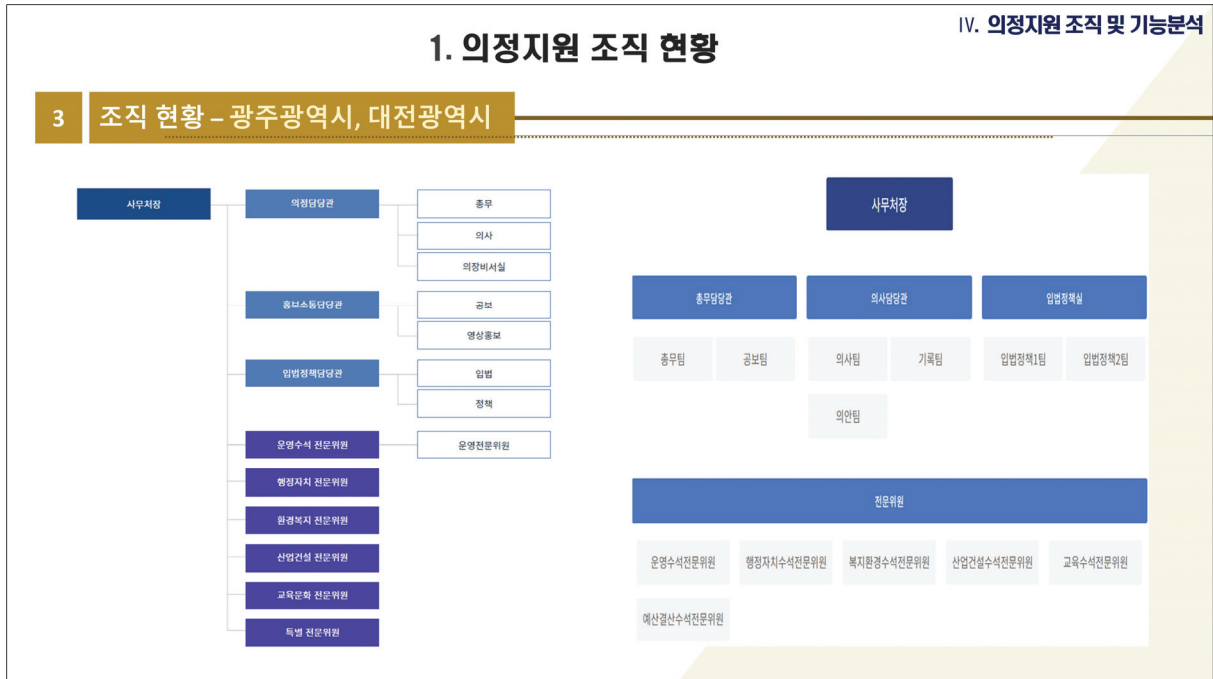 IV. 의정지원 조직 및 기능분석
1. 의정지원 조직 현황
3 조직 현황 – 광주광역시, 대전광역시
사무처장
의정담당관
총무
의사
의장비서실
홍보소통담당관
공보
영상홍보
입법정책담당관
입법
정책
운영수석 전문위원
운영전문위원
행정자치 전문위원
환경복지 전문위원
산업건설 전문위원
교육문화 전문위원
특별 전문위원
사무처장
총무담당관 의사담당관 입법정책실
총무팀 공보팀 의사팀 기록팀 입법정책1팀 입법정책2팀
의안팀
전문위원
운영수석전문위원 행정자치수석전문위원 복지환경수석전문위원 산업건설수석전문위원 교육수석전문위원
예산결산수석전문위원